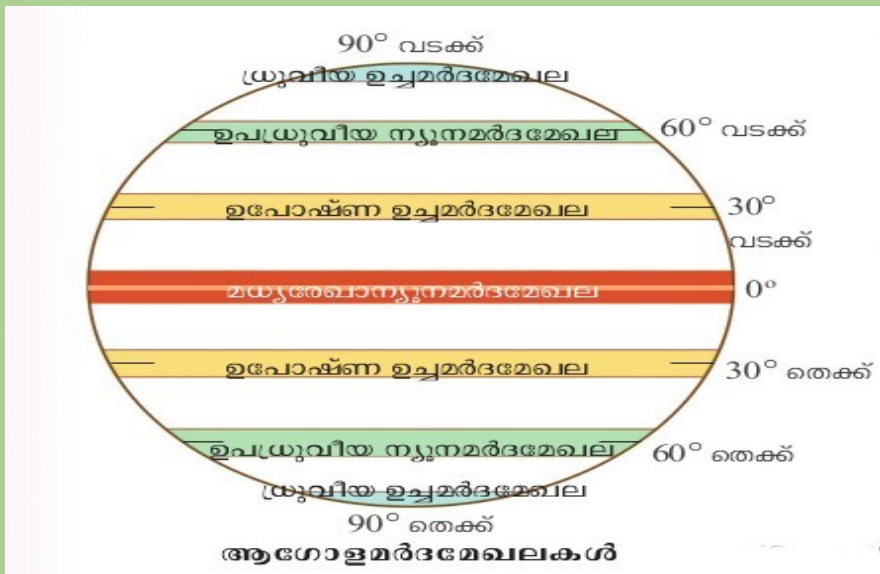 90° വടക്ക്
ധ്രുവീയ ഉച്ചമർദമേഖല
ഉപധ്രുവീയ ന്യൂനമർദമേഖല
60° വടക്ക്
ഉപോഷ്ണ ഉച്ചമർദമേഖല
30°
വടക്ക്
മധ്യരേഖാന്യൂനമർദമേഖല
0°
ഉപോഷ്ണ ഉച്ചമർദമേഖല
30° തെക്ക്
ഉപധ്രുവീയ ന്യൂനമർദമേഖല
60° തെക്ക്
ധ്രുവീയ ഉച്ചമർദമേഖല
90° തെക്ക്
ആഗോളമർദമേഖലകൾ